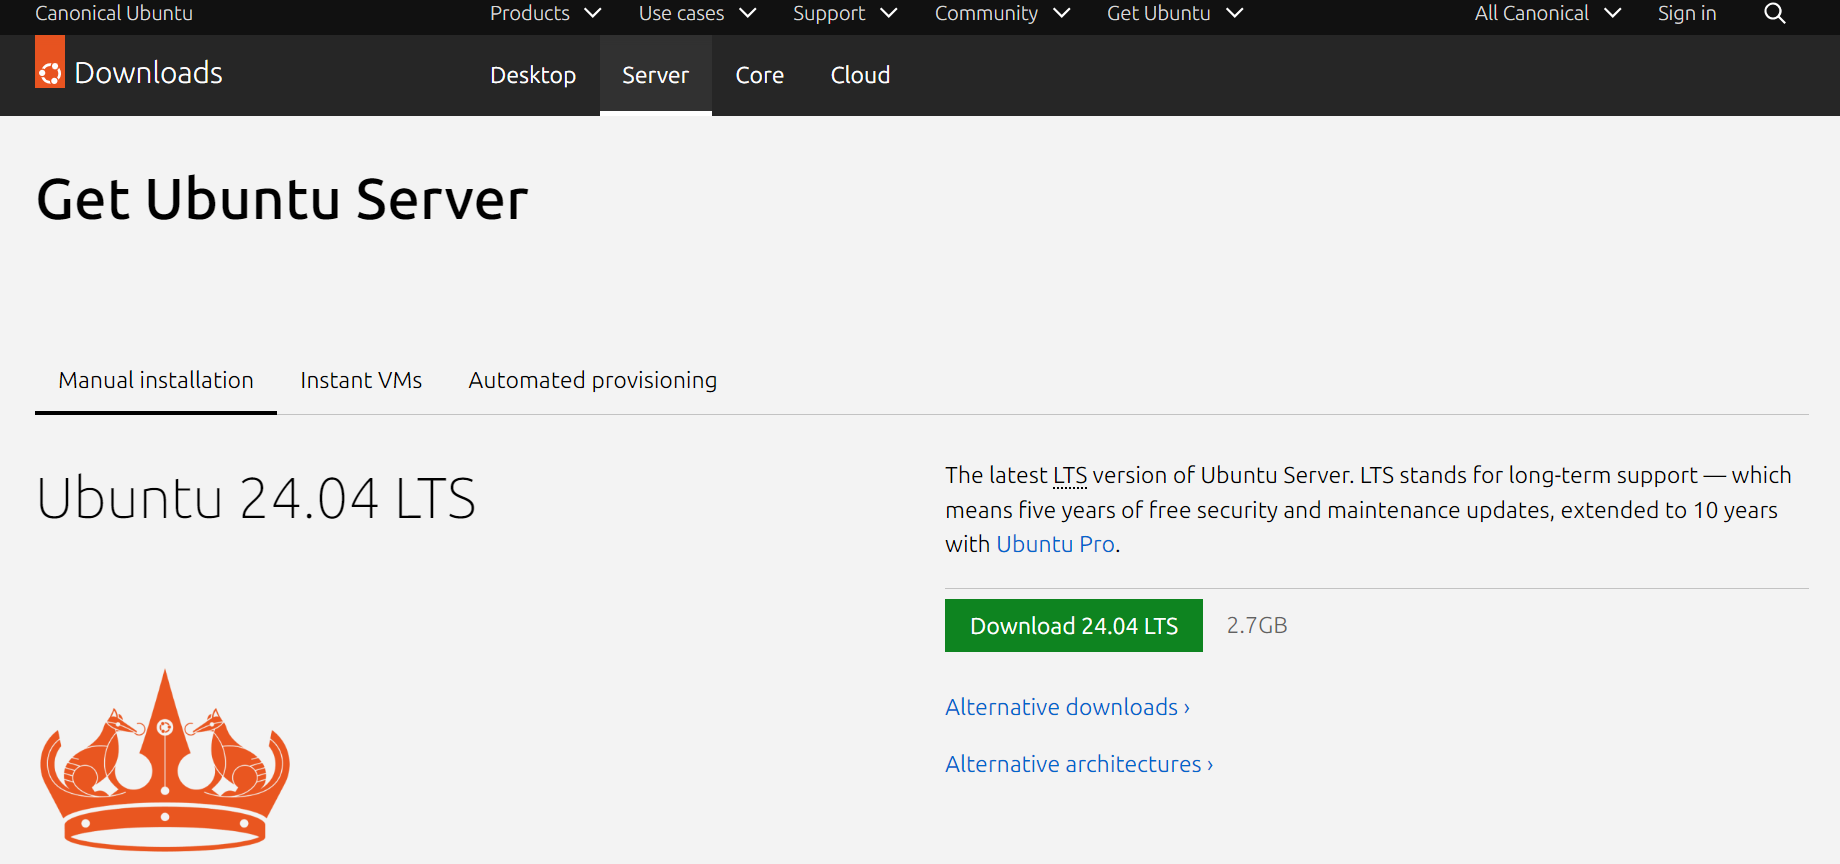 Canonical Ubuntu
Products
Use cases
Support
Community
Get Ubuntu
All Canonical
Sign in
Downloads
Desktop
Server
Core
Cloud
Get Ubuntu Server
Manual installation
Instant VMs
Automated provisioning
Ubuntu 24.04 LTS
The latest LTS version of Ubuntu Server. LTS stands for long-term support — which
means five years of free security and maintenance updates, extended to 10 years
with Ubuntu Pro.
Download 24.04 LTS
2.7GB
Alternative downloads ›
Alternative architectures ›